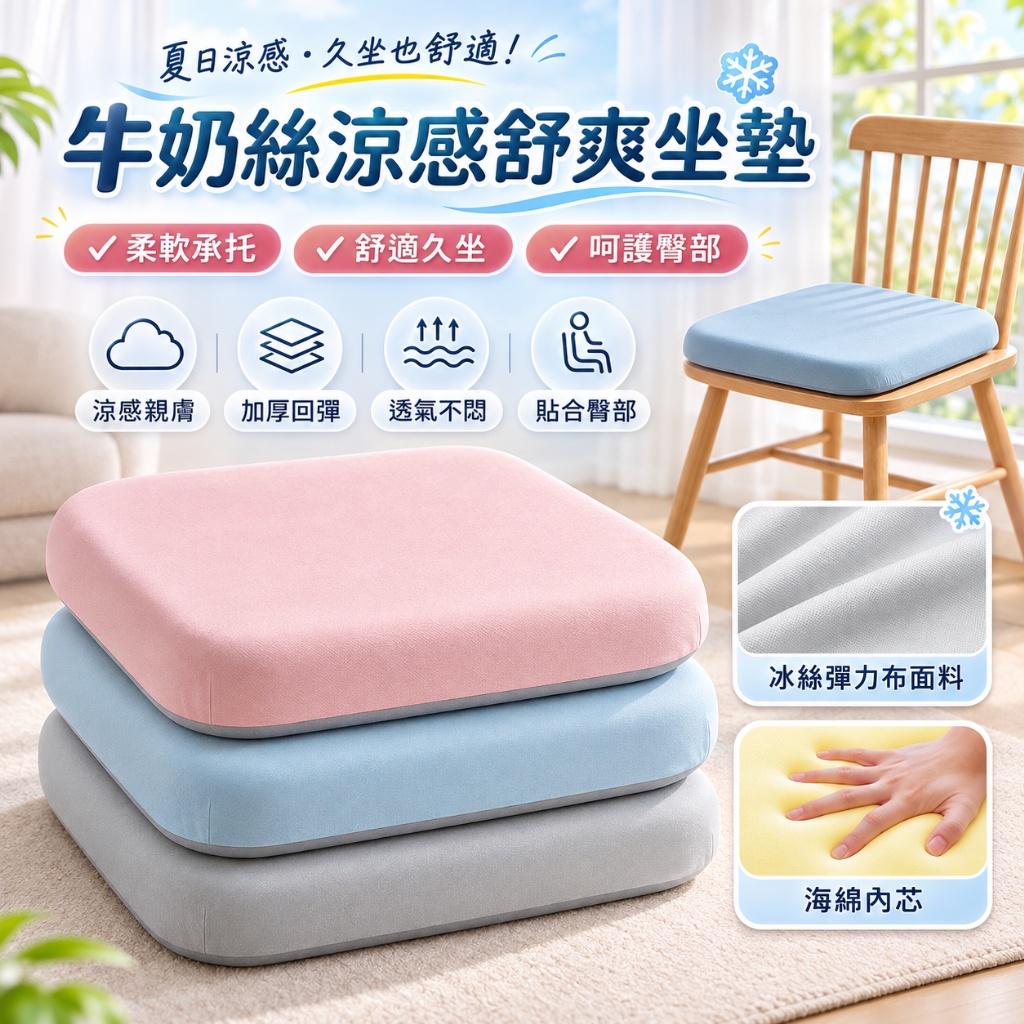 夏日涼感·久坐也舒適!
牛奶絲涼感舒爽坐墊
✓ 柔軟承托
✓ 舒適久坐
✓ 呵護臀部
涼感親膚
加厚回彈
透氣不悶
貼合臀部
冰絲彈力布面料
海綿內芯